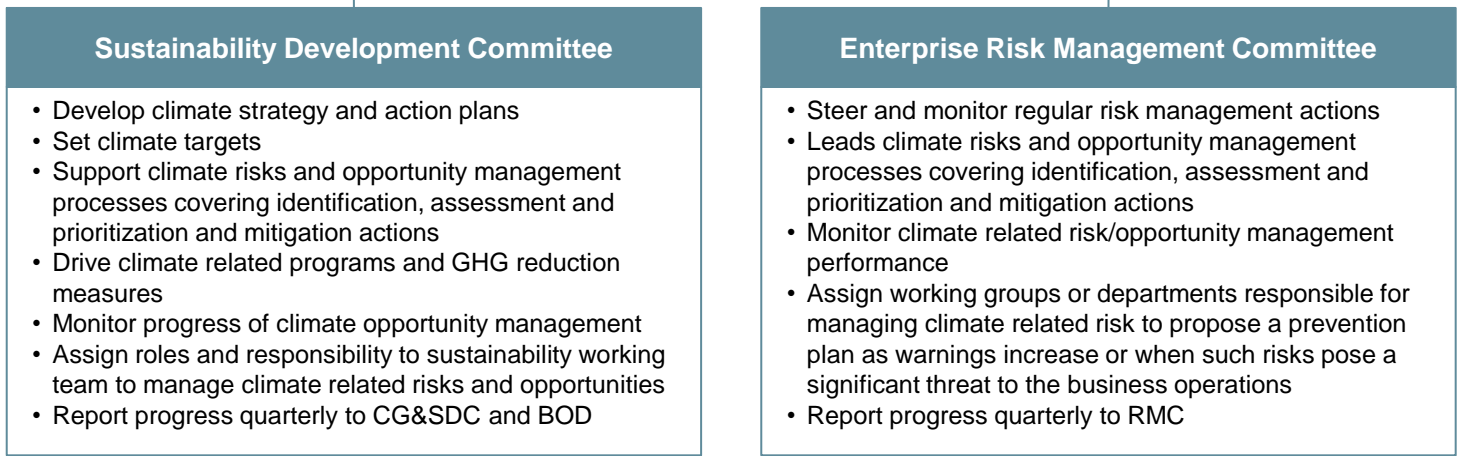 Sustainability Development Committee
• Develop climate strategy and action plans
• Set climate targets
• Support climate risks and opportunity management
processes covering identification, assessment and
prioritization and mitigation actions
• Drive climate related programs and GHG reduction
measures
• Monitor progress of climate opportunity management
• Assign roles and responsibility to sustainability working
team to manage climate related risks and opportunities
• Report progress quarterly to CG&SDC and BOD
Enterprise Risk Management Committee
• Steer and monitor regular risk management actions
• Leads climate risks and opportunity management
processes covering identification, assessment and
prioritization and mitigation actions
• Monitor climate related risk/opportunity management
performance
• Assign working groups or departments responsible for
managing climate related risk to propose a prevention
plan as warnings increase or when such risks pose a
significant threat to the business operations
• Report progress quarterly to RMC